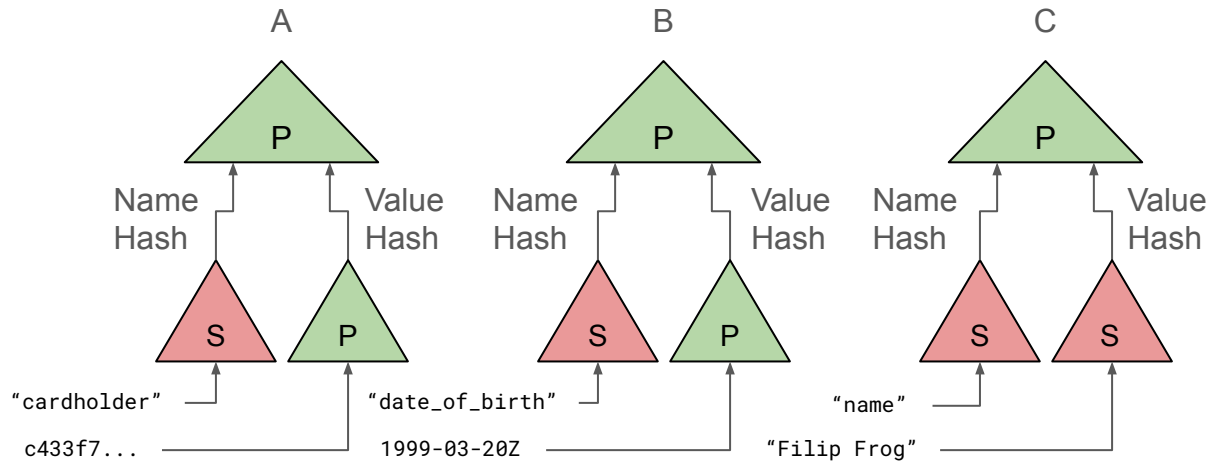 A
B
C
P
P
P
Name Hash
Value Hash
Name Hash
Value Hash
Name Hash
Value Hash
S
P
S
P
S
S
“cardholder”
“date_of_birth”
“name”
c433f7...
1999-03-20Z
“Filip Frog”